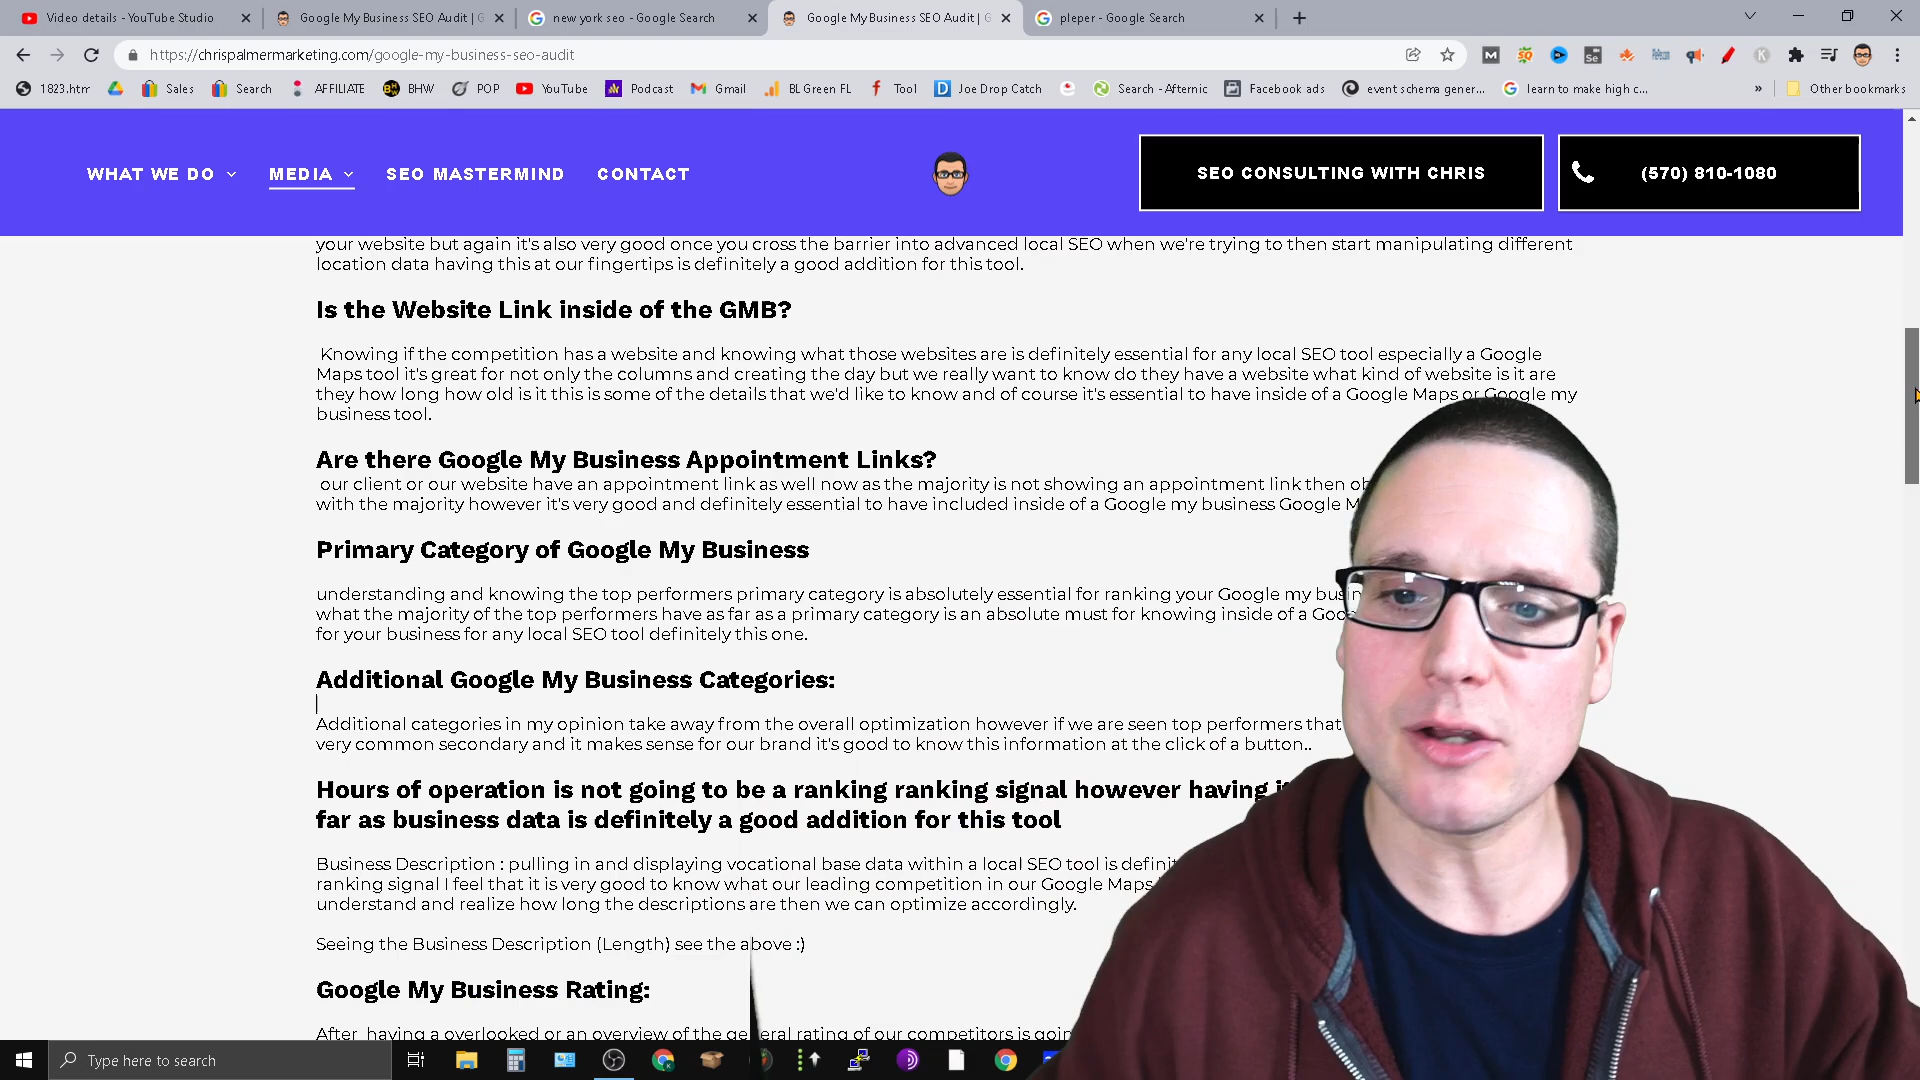 Video details - YouTube Studio
Google My Business SEO Audit | G
new york seo - Google Search
Google My Business SEO Audit | G
pleper - Google Search
https://chrispalmermarketing.com/google-my-business-seo-audit
1823.htm
Sales
Search
AFFILIATE
BHW
POP
YouTube
Podcast
Gmail
BL Green FL
Tool
Joe Drop Catch
Search - Afternic
Facebook ads
event schema gener...
learn to make high c...
»
Other bookmarks
WHAT WE DO
MEDIA
SEO MASTERMIND
CONTACT
SEO CONSULTING WITH CHRIS
(570) 810-1080
your website but again it's also very good once you cross the barrier into advanced local SEO when we're trying to then start manipulating different
location data having this at our fingertips is definitely a good addition for this tool.
Is the Website Link inside of the GMB?
Knowing if the competition has a website and knowing what those websites are is definitely essential for any local SEO tool especially a Google
Maps tool it's great for not only the columns and creating the day but we really want to know do they have a website what kind of website is it are
they how long how old is it this is some of the details that we'd like to know and of course it's essential to have inside of a Google Maps or Google my
business tool.
Are there Google My Business Appointment Links?
our client or our website have an appointment link as well now as the majority is not showing an appointment link then
with the majority however it's very good and definitely essential to have included inside of a Google my business Google
Primary Category of Google My Business
understanding and knowing the top performers primary category is absolutely essential for ranking your Google my
what the majority of the top performers have as far as a primary category is an absolute must for knowing inside of a
for your business for any local SEO tool definitely this one.
Additional Google My Business Categories:
Additional categories in my opinion take away from the overall optimization however if we are seen top performers that
very common secondary and it makes sense for our brand it's good to know this information at the click of a button..
Hours of operation is not going to be a ranking ranking signal however having
far as business data is definitely a good addition for this tool
Business Description : pulling in and displaying vocational base data within a local SEO tool is
ranking signal I feel that it is very good to know what our leading competition in our Google Maps
understand and realize how long the descriptions are then we can optimize accordingly.
Seeing the Business Description (Length) see the above :)
Google My Business Rating:
After having a overlooked or an overview of the general rating of our competitors is
Type here to search